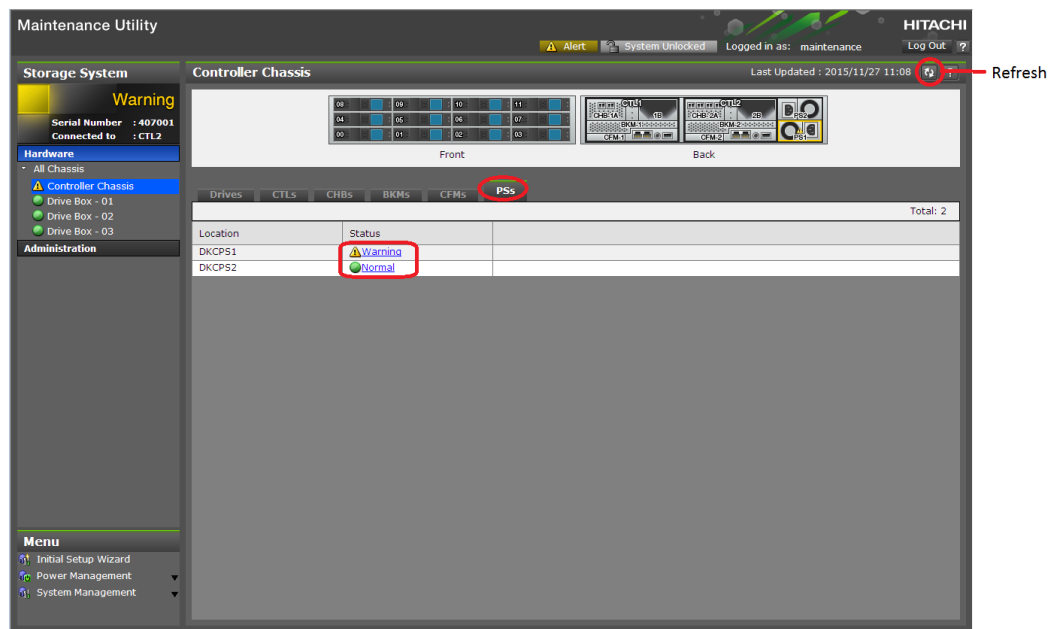 Maintenance Utility
HITACHI
Alert
System Unlocked
Logged in as: maintenance
Log Out
?
Storage System
Warning
Serial Number : 407001
Connected to : CTL2
Hardware
All Chassis
Controller Chassis
Drive Box - 01
Drive Box - 02
Drive Box - 03
Administration
Controller Chassis
Last Updated : 2015/11/27 11:08
?
Refresh
08 09 10 11
04 05 06 07
00 01 02 03
Front
CTL1
CHB-1A 1B
BKM-1
CFM-1
CTL2
CHB-2A 2B
BKM-2
CFM-2
PS2
PS1
Back
Drives
CTLs
CHBs
BKMs
CFMs
PSs
Total: 2
Location Status
DKCPS1 Warning
DKCPS2 Normal
Menu
Initial Setup Wizard
Power Management
System Management